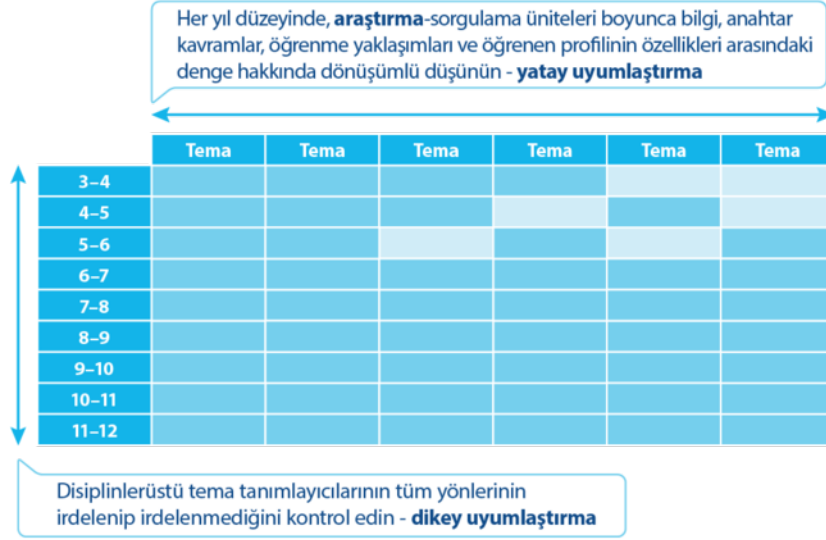 Her yıl düzeyinde, araştırma-sorgulama üniteleri boyunca bilgi, anahtar
kavramlar, öğrenme yaklaşımları ve öğrenen profilinin özellikleri arasındaki
denge hakkında dönüşümlü düşünün - yatay uyumlaştırma
Tema Tema Tema Tema Tema Tema
3–4
4–5
5–6
6–7
7–8
8–9
9–10
10–11
11–12
Disiplinlerüstü tema tanımlayıcılarının tüm yönlerinin
irdelenip irdelenmediğini kontrol edin - dikey uyumlaştırma